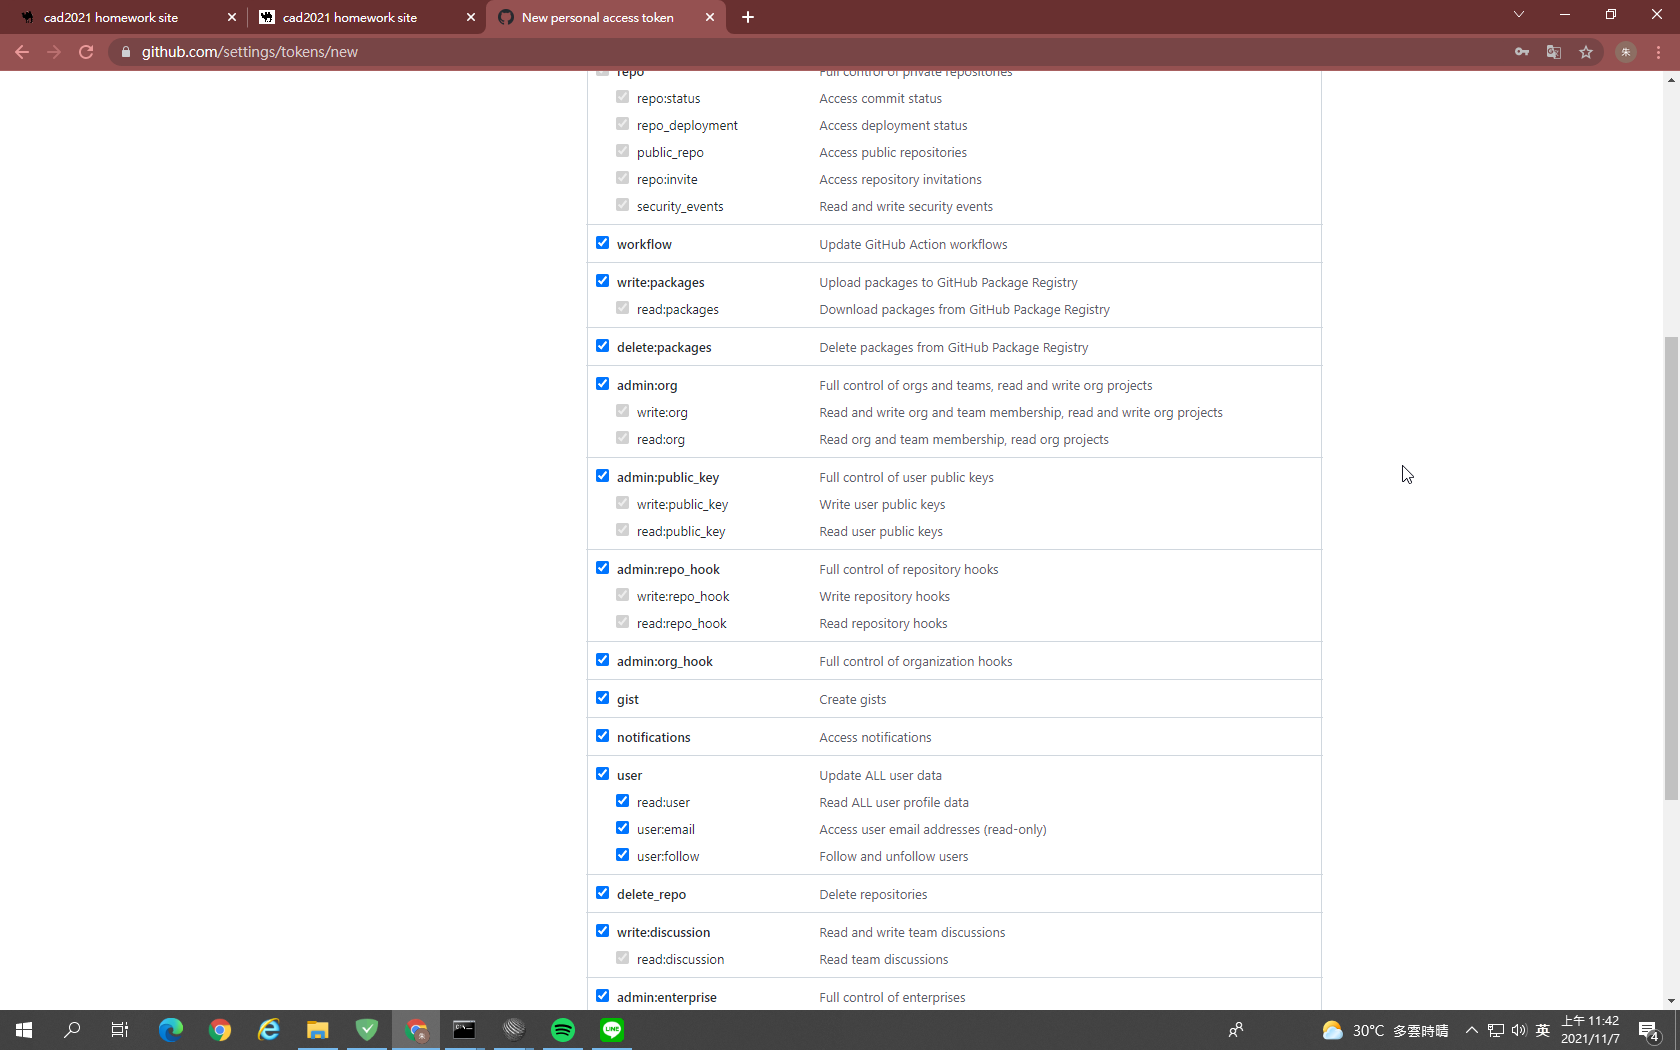 cad2021 homework site
cad2021 homework site
New personal access token
github.com/settings/tokens/new
朱
repo Full control of private repositories
repo:status Access commit status
repo_deployment Access deployment status
public_repo Access public repositories
repo:invite Access repository invitations
security_events Read and write security events
workflow Update GitHub Action workflows
write:packages Upload packages to GitHub Package Registry
read:packages Download packages from GitHub Package Registry
delete:packages Delete packages from GitHub Package Registry
admin:org Full control of orgs and teams, read and write org projects
write:org Read and write org and team membership, read and write org projects
read:org Read org and team membership, read org projects
admin:public_key Full control of user public keys
write:public_key Write user public keys
read:public_key Read user public keys
admin:repo_hook Full control of repository hooks
write:repo_hook Write repository hooks
read:repo_hook Read repository hooks
admin:org_hook Full control of organization hooks
gist Create gists
notifications Access notifications
user Update ALL user data
read:user Read ALL user profile data
user:email Access user email addresses (read-only)
user:follow Follow and unfollow users
delete_repo Delete repositories
write:discussion Read and write team discussions
read:discussion Read team discussions
admin:enterprise Full control of enterprises
LINE
30°C 多雲時晴
英
上午 11:42
2021/11/7
4